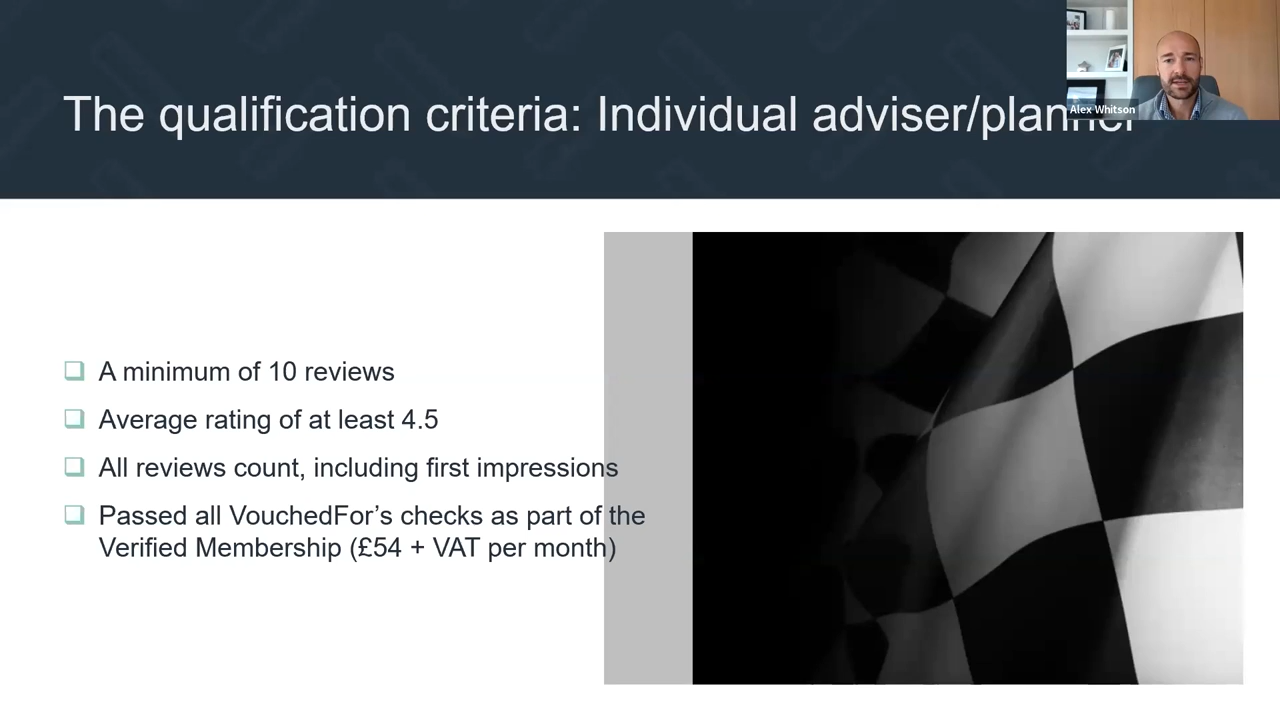 The qualification criteria: Individual adviser/planner
Alex Whitson
A minimum of 10 reviews
Average rating of at least 4.5
All reviews count, including first impressions
Passed all VouchedFor’s checks as part of the
Verified Membership (£54 + VAT per month)